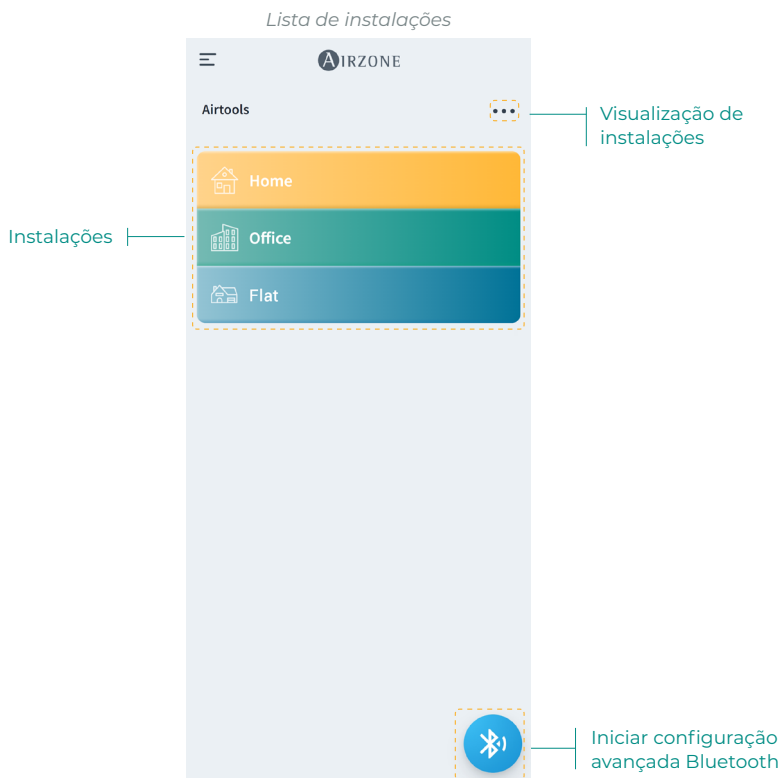 Lista de instalações
AIRZONE
Airtools
Visualização de
instalações
Home
Instalações
Office
Flat
Iniciar configuração
avançada Bluetooth